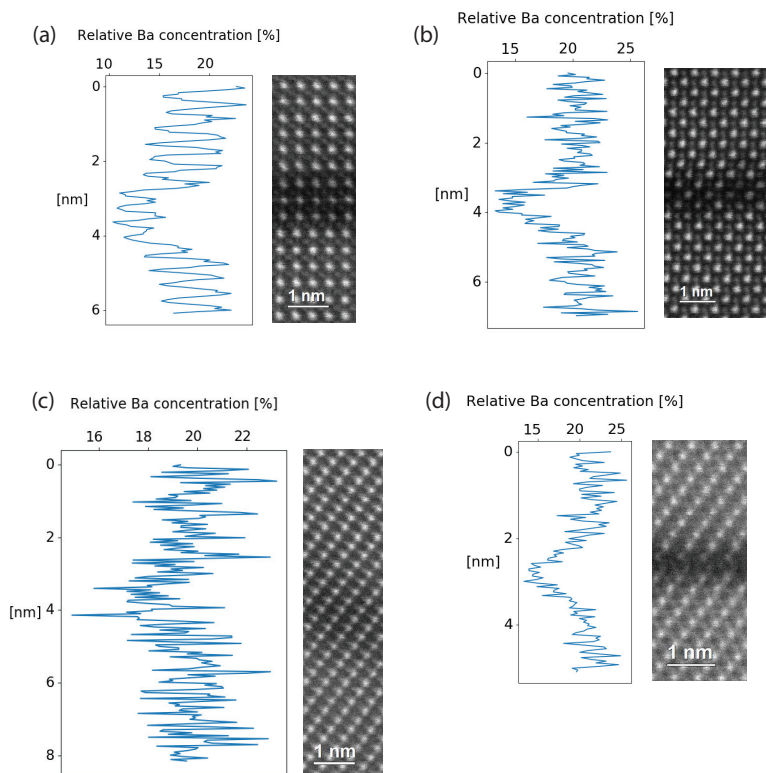 (a)
Relative Ba concentration [%]
10 15 20
0
2
[nm]
4
6
1 nm
(b)
Relative Ba concentration [%]
15 20 25
0
2
[nm]
4
6
1 nm
(c)
Relative Ba concentration [%]
16 18 20 22
0
2
[nm]
4
6
8
1 nm
(d)
Relative Ba concentration [%]
15 20 25
0
2
[nm]
4
1 nm